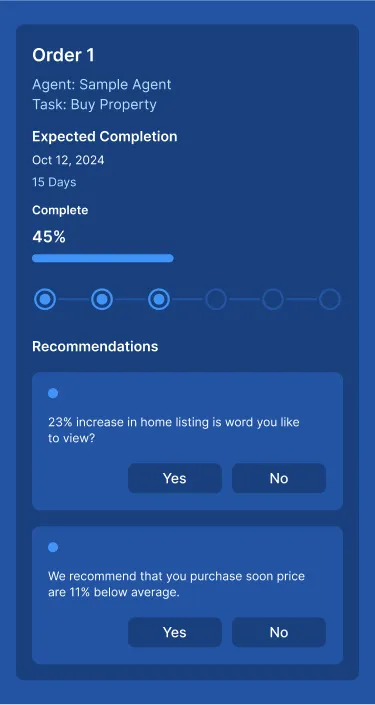 Order 1
Agent: Sample Agent
Task: Buy Property
Expected Completion
Oct 12, 2024
15 Days
Complete
45%
Recommendations
23% increase in home listing is word you like
to view?
Yes
No
We recommend that you purchase soon price
are 11% below average.
Yes
No